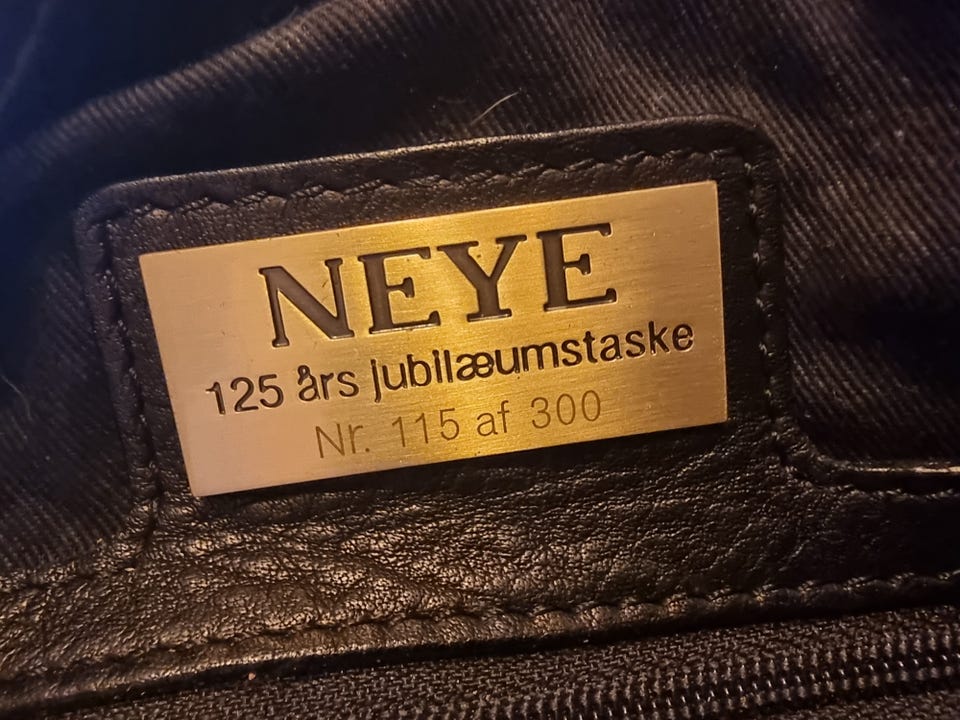 NEYE
125 års jubilæumstaske
Nr. 115 af 300